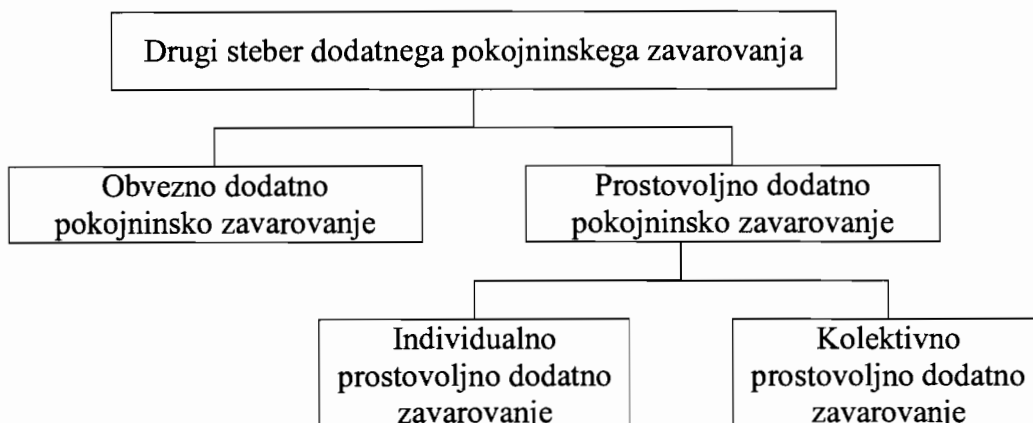 Drugi steber dodatnega pokojninskega zavarovanja
Obvezno dodatno
pokojninsko zavarovanje
Prostovoljno dodatno
pokojninsko zavarovanje
Individualno
prostovoljno dodatno
zavarovanje
Kolektivno
prostovoljno dodatno
zavarovanje